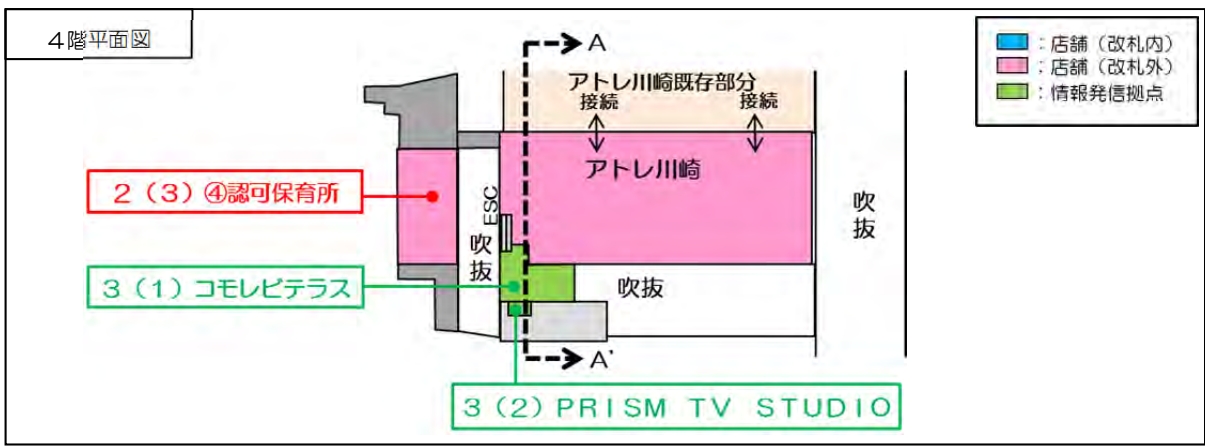 4階平面図
A
:店舗(改札内)
:店舗(改札外)
:情報発信拠点
アトレ川崎既存部分
接続
接続
アトレ川崎
2(3)④認可保育所
ESC
吹抜
吹抜
3(1)コモレビテラス
吹抜
A'
3(2)PRISM TV STUDIO